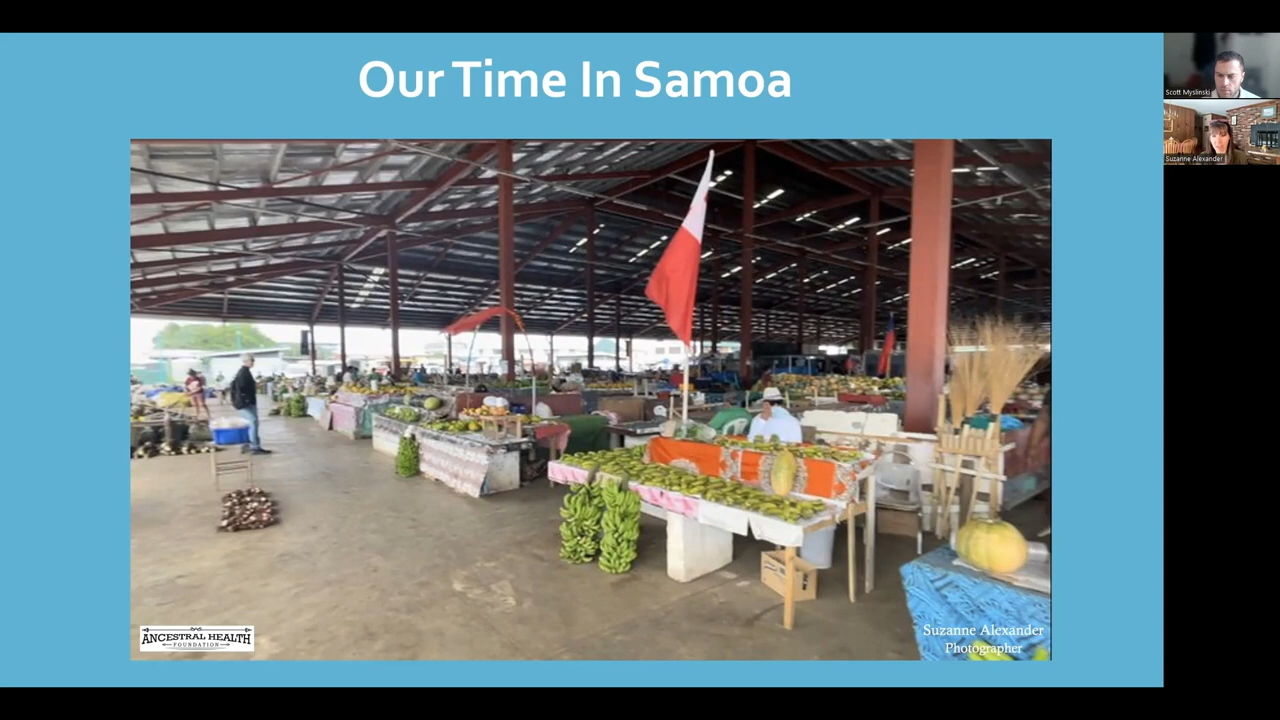 Our Time In Samoa
Scott Myslinski
Suzanne Alexander
ANCESTRAL HEALTH
FOUNDATION
Suzanne Alexander
Photographer